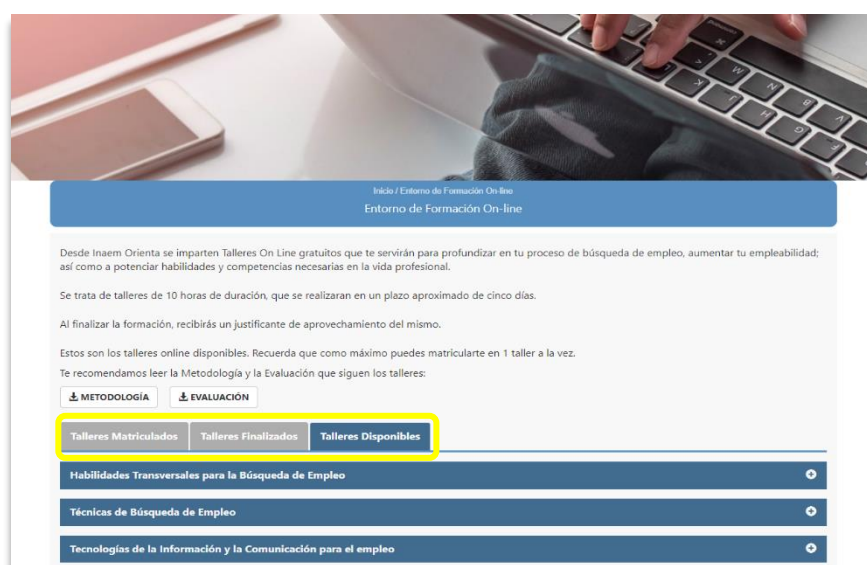 Inicio / Entorno de Formación On-line
Entorno de Formación On-line
Desde Inaem Orienta se imparten Talleres On Line gratuitos que te servirán para profundizar en tu proceso de búsqueda de empleo, aumentar tu empleabilidad;
así como a potenciar habilidades y competencias necesarias en la vida profesional.
Se trata de talleres de 10 horas de duración, que se realizaran en un plazo aproximado de cinco días.
Al finalizar la formación, recibirás un justificante de aprovechamiento del mismo.
Estos son los talleres online disponibles. Recuerda que como máximo puedes matricularte en 1 taller a la vez.
Te recomendamos leer la Metodología y la Evaluación que siguen los talleres:
METODOLOGÍA EVALUACIÓN
Talleres Matriculados Talleres Finalizados Talleres Disponibles
Habilidades Transversales para la Búsqueda de Empleo
Técnicas de Búsqueda de Empleo
Tecnologías de la Información y la Comunicación para el empleo